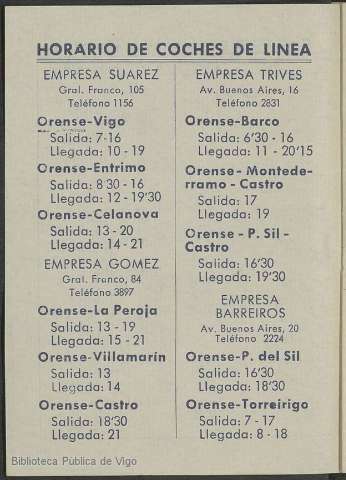 HORARIO DE COCHES DE LINEA
EMPRESA SUAREZ
Gral. Franco, 105
Teléfono 1156
Orense-Vigo
Salida: 7-16
Llegada: 10 - 19
Orense-Entrimo
Salida: 8'30 - 16
Llegada: 12 - 19'30
Orense-Celanova
Salida: 13 - 20
Llegada: 14 - 21
EMPRESA GOMEZ
Gral. Franco, 84
Teléfono 3897
Orense-La Peroja
Salida: 13 - 19
Llegada: 15 - 21
Orense-Villamarín
Salida: 13
Llegada: 14
Orense-Castro
Salida: 18'30
Llegada: 21
EMPRESA TRIVES
Av. Buenos Aires, 16
Teléfono 2831
Orense-Barco
Salida: 6'30 - 16
Llegada: 11 - 20'15
Orense - Montede-
rramo - Castro
Salida: 17
Llegada: 19
Orense - P. Sil -
Castro
Salida: 16'30
Llegada: 19'30
EMPRESA
BARREIROS
Av. Buenos Aires, 20
Teléfono 2224
Orense-P. del Sil
Salida: 16'30
Llegada: 18'30
Orense-Torreirigo
Salida: 7 - 17
Llegada: 8 - 18
Biblioteca Pública de Vigo